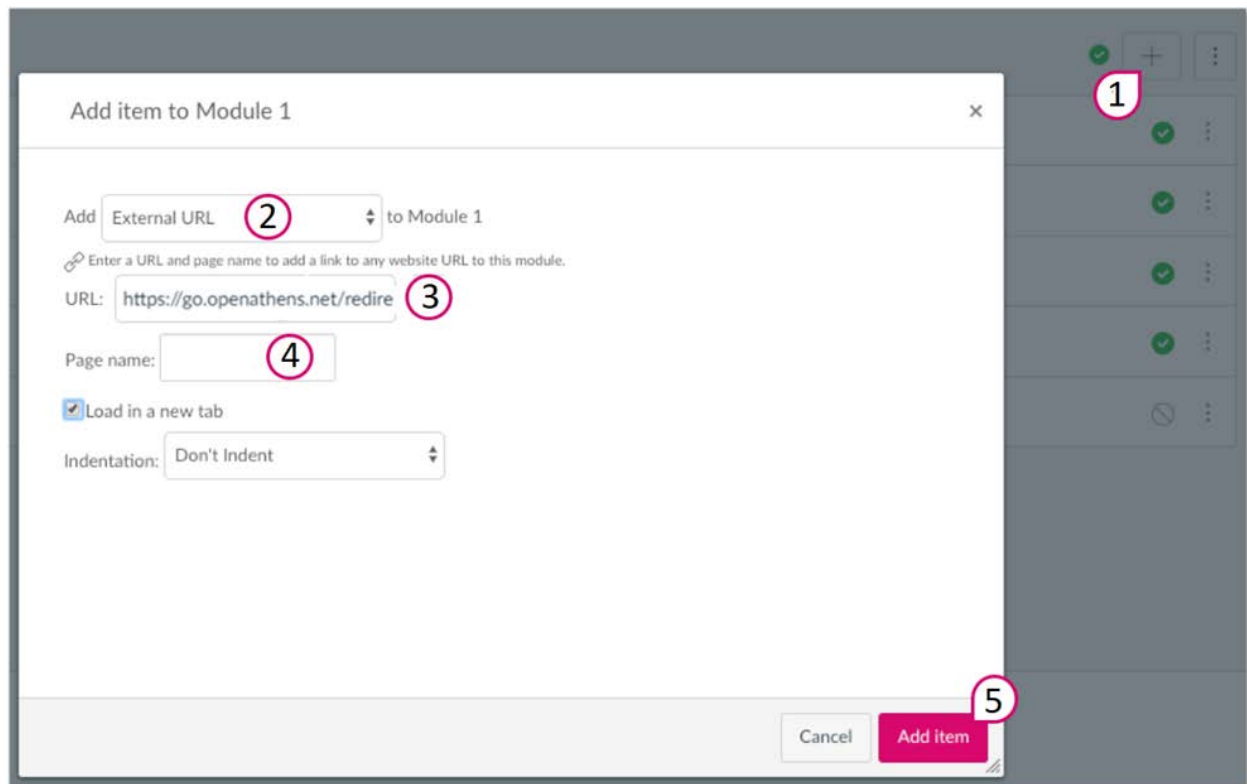 1
Add item to Module 1 ×
Add External URL 2 to Module 1
Enter a URL and page name to add a link to any website URL to this module.
URL: https://go.openathens.net/redire 3
Page name: 4
Load in a new tab
Indentation: Don't Indent
5
Cancel Add item